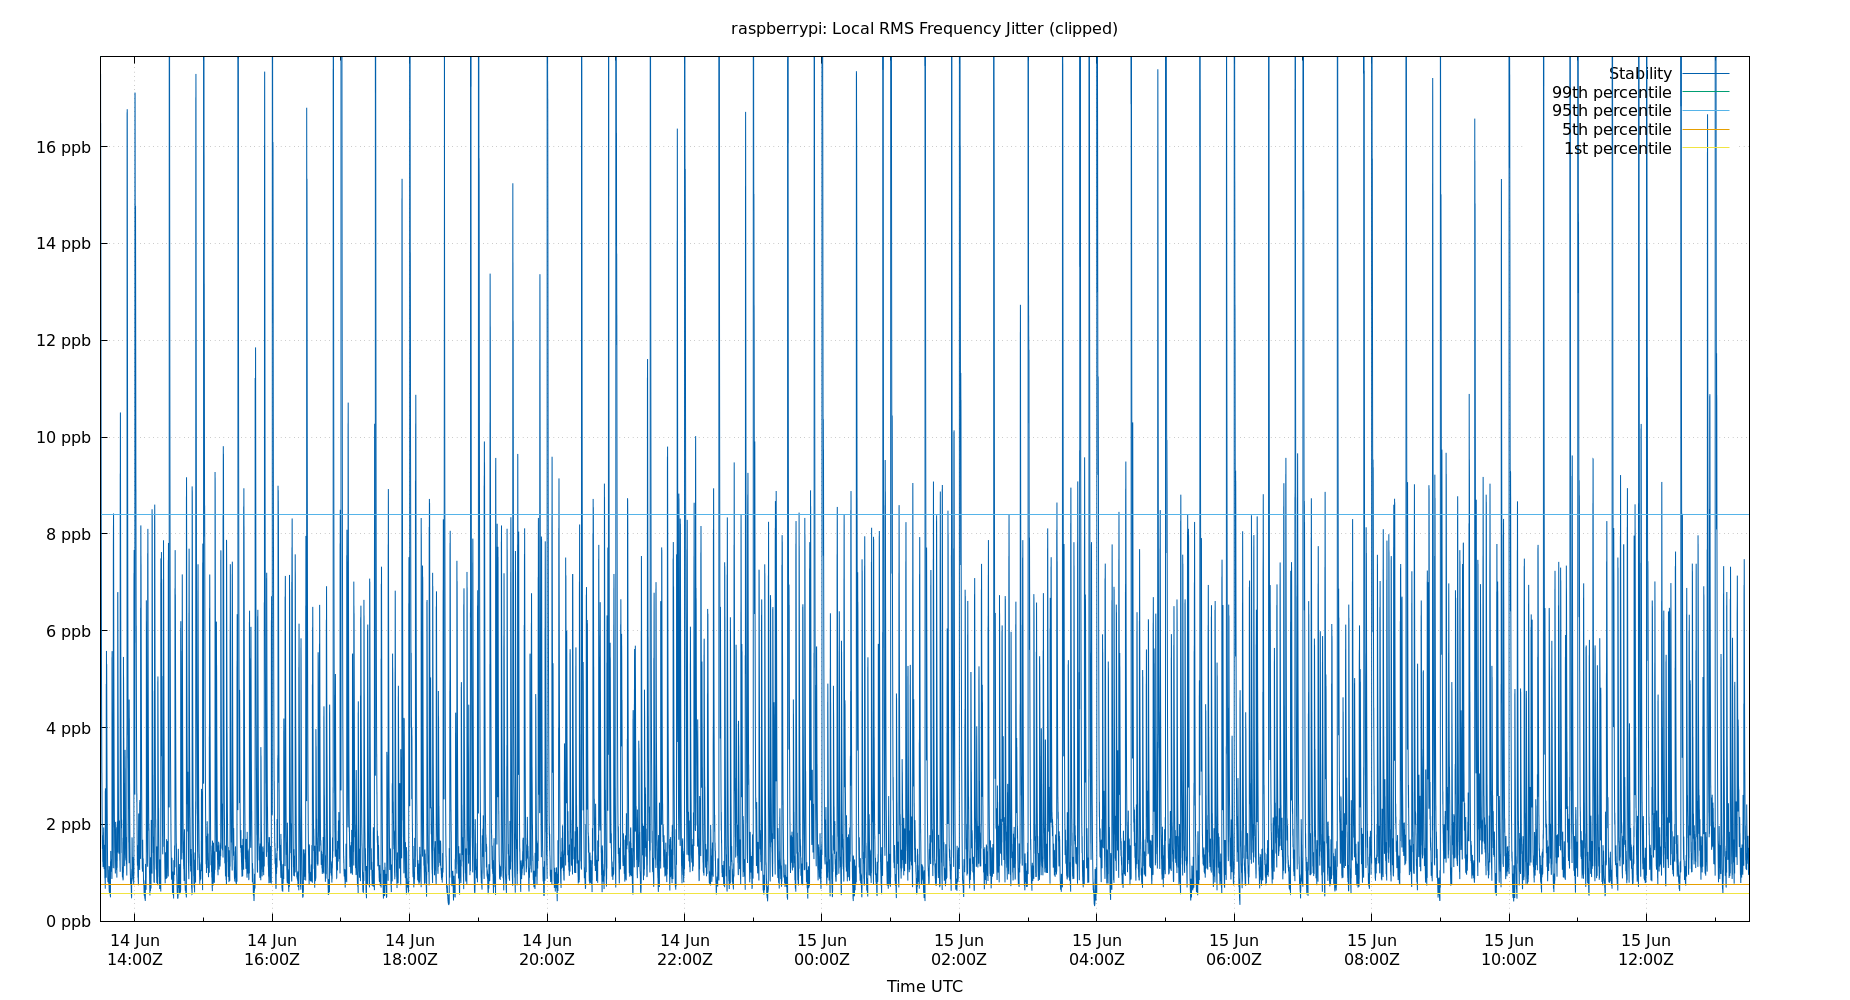 raspberrypi: Local RMS Frequency Jitter (clipped)
Stability
99th percentile
95th percentile
5th percentile
1st percentile
16 ppb
14 ppb
12 ppb
10 ppb
8 ppb
6 ppb
4 ppb
2 ppb
0 ppb
14 Jun 14 Jun 14 Jun 14 Jun 14 Jun 15 Jun 15 Jun 15 Jun 15 Jun 15 Jun 15 Jun 15 Jun
14:00Z 16:00Z 18:00Z 20:00Z 22:00Z 00:00Z 02:00Z 04:00Z 06:00Z 08:00Z 10:00Z 12:00Z
Time UTC